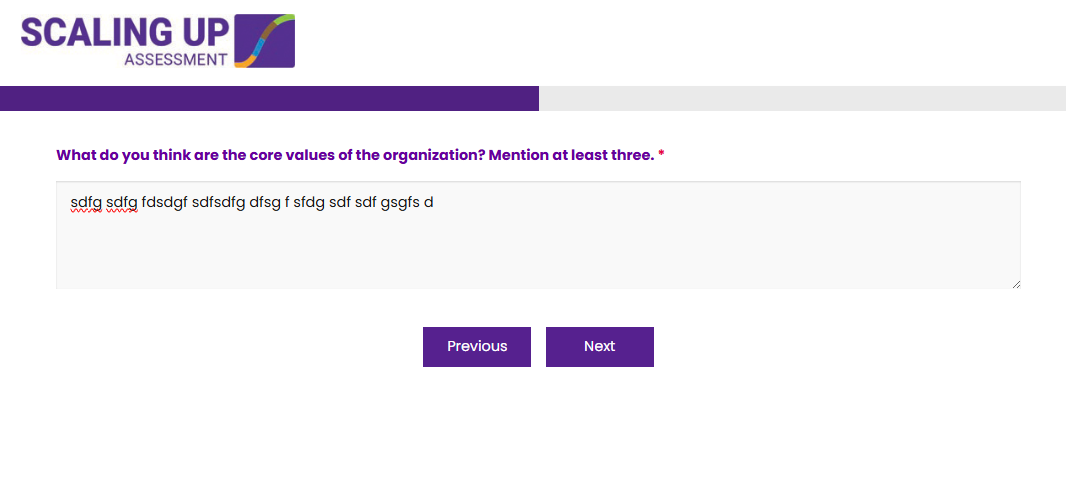 SCALING UP
ASSESSMENT
What do you think are the core values of the organization? Mention at least three. *
sdfg sdfg fdsdgf sdfsdfg dfsg f sfdg sdf sdf gsgfs d
Previous Next